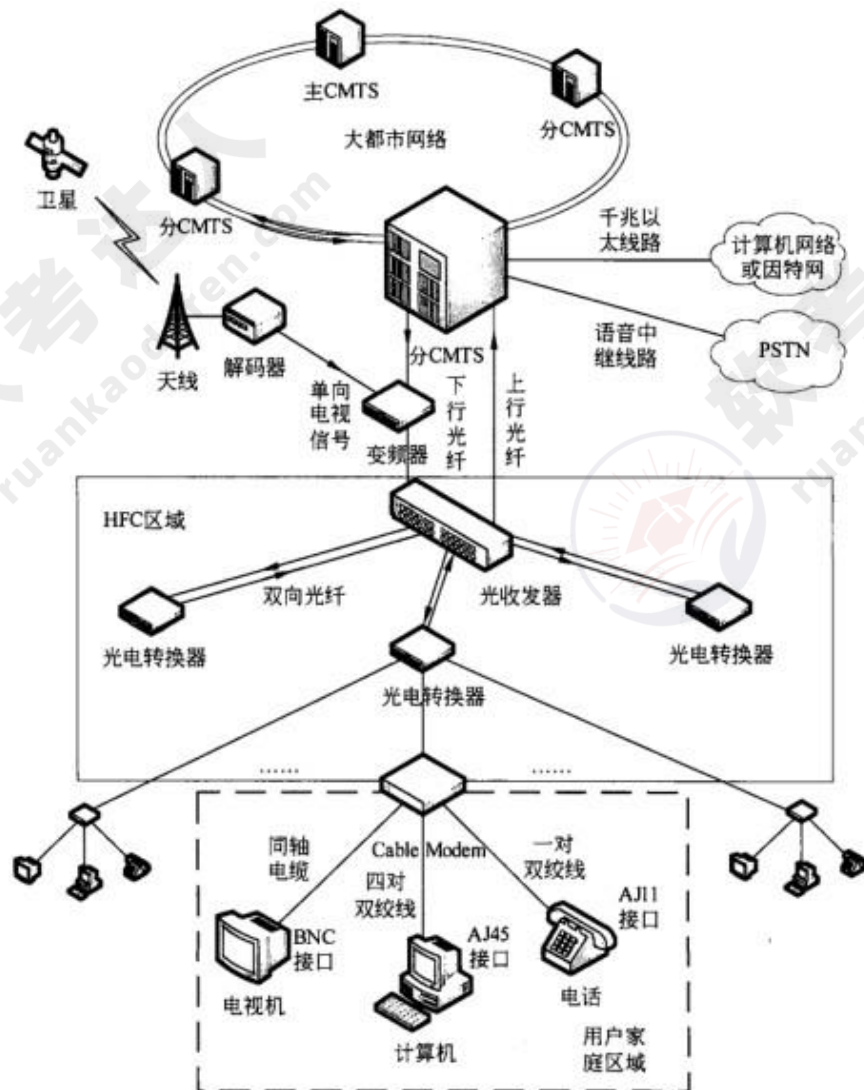 主CMTS
分CMTS
大都市网络
卫星
分CMTS
千兆以
太线路
计算机网络
或因特网
语音中
继线路
PSTN
分CMTS
天线
解码器
单向
电视
信号
变频器
下行光纤
上行光纤
HFC区域
双向光纤
光收发器
光电转换器
光电转换器
光电转换器
......
......
同轴
电缆
Cable Modem
四对
双绞线
一对
双绞线
BNC
接口
AJ45
接口
AJ11
接口
电视机
计算机
电话
用户家
庭区域
软考达人
ruankaodaren.com